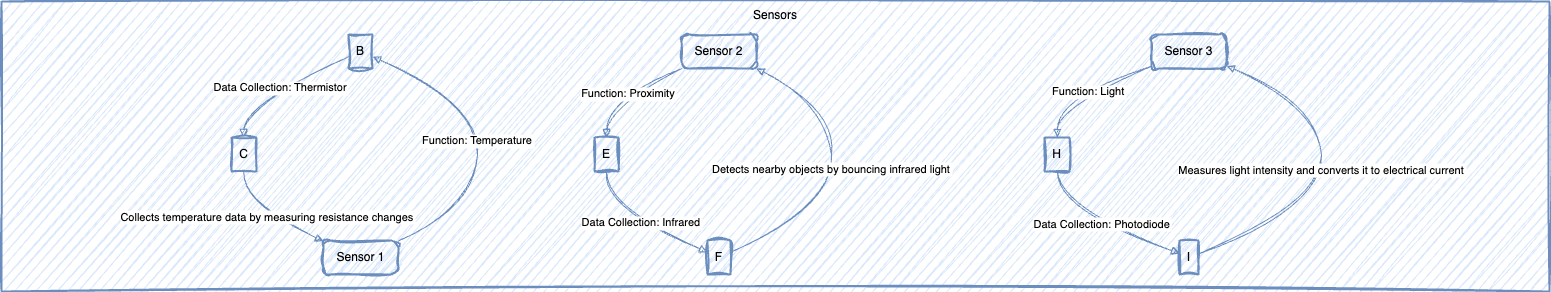 Sensors
B
Data Collection: Thermistor
C
Function: Temperature
Collects temperature data by measuring resistance changes
Sensor 1
Sensor 2
Function: Proximity
E
Detects nearby objects by bouncing infrared light
Data Collection: Infrared
F
Sensor 3
Function: Light
H
Measures light intensity and converts it to electrical current
Data Collection: Photodiode
I